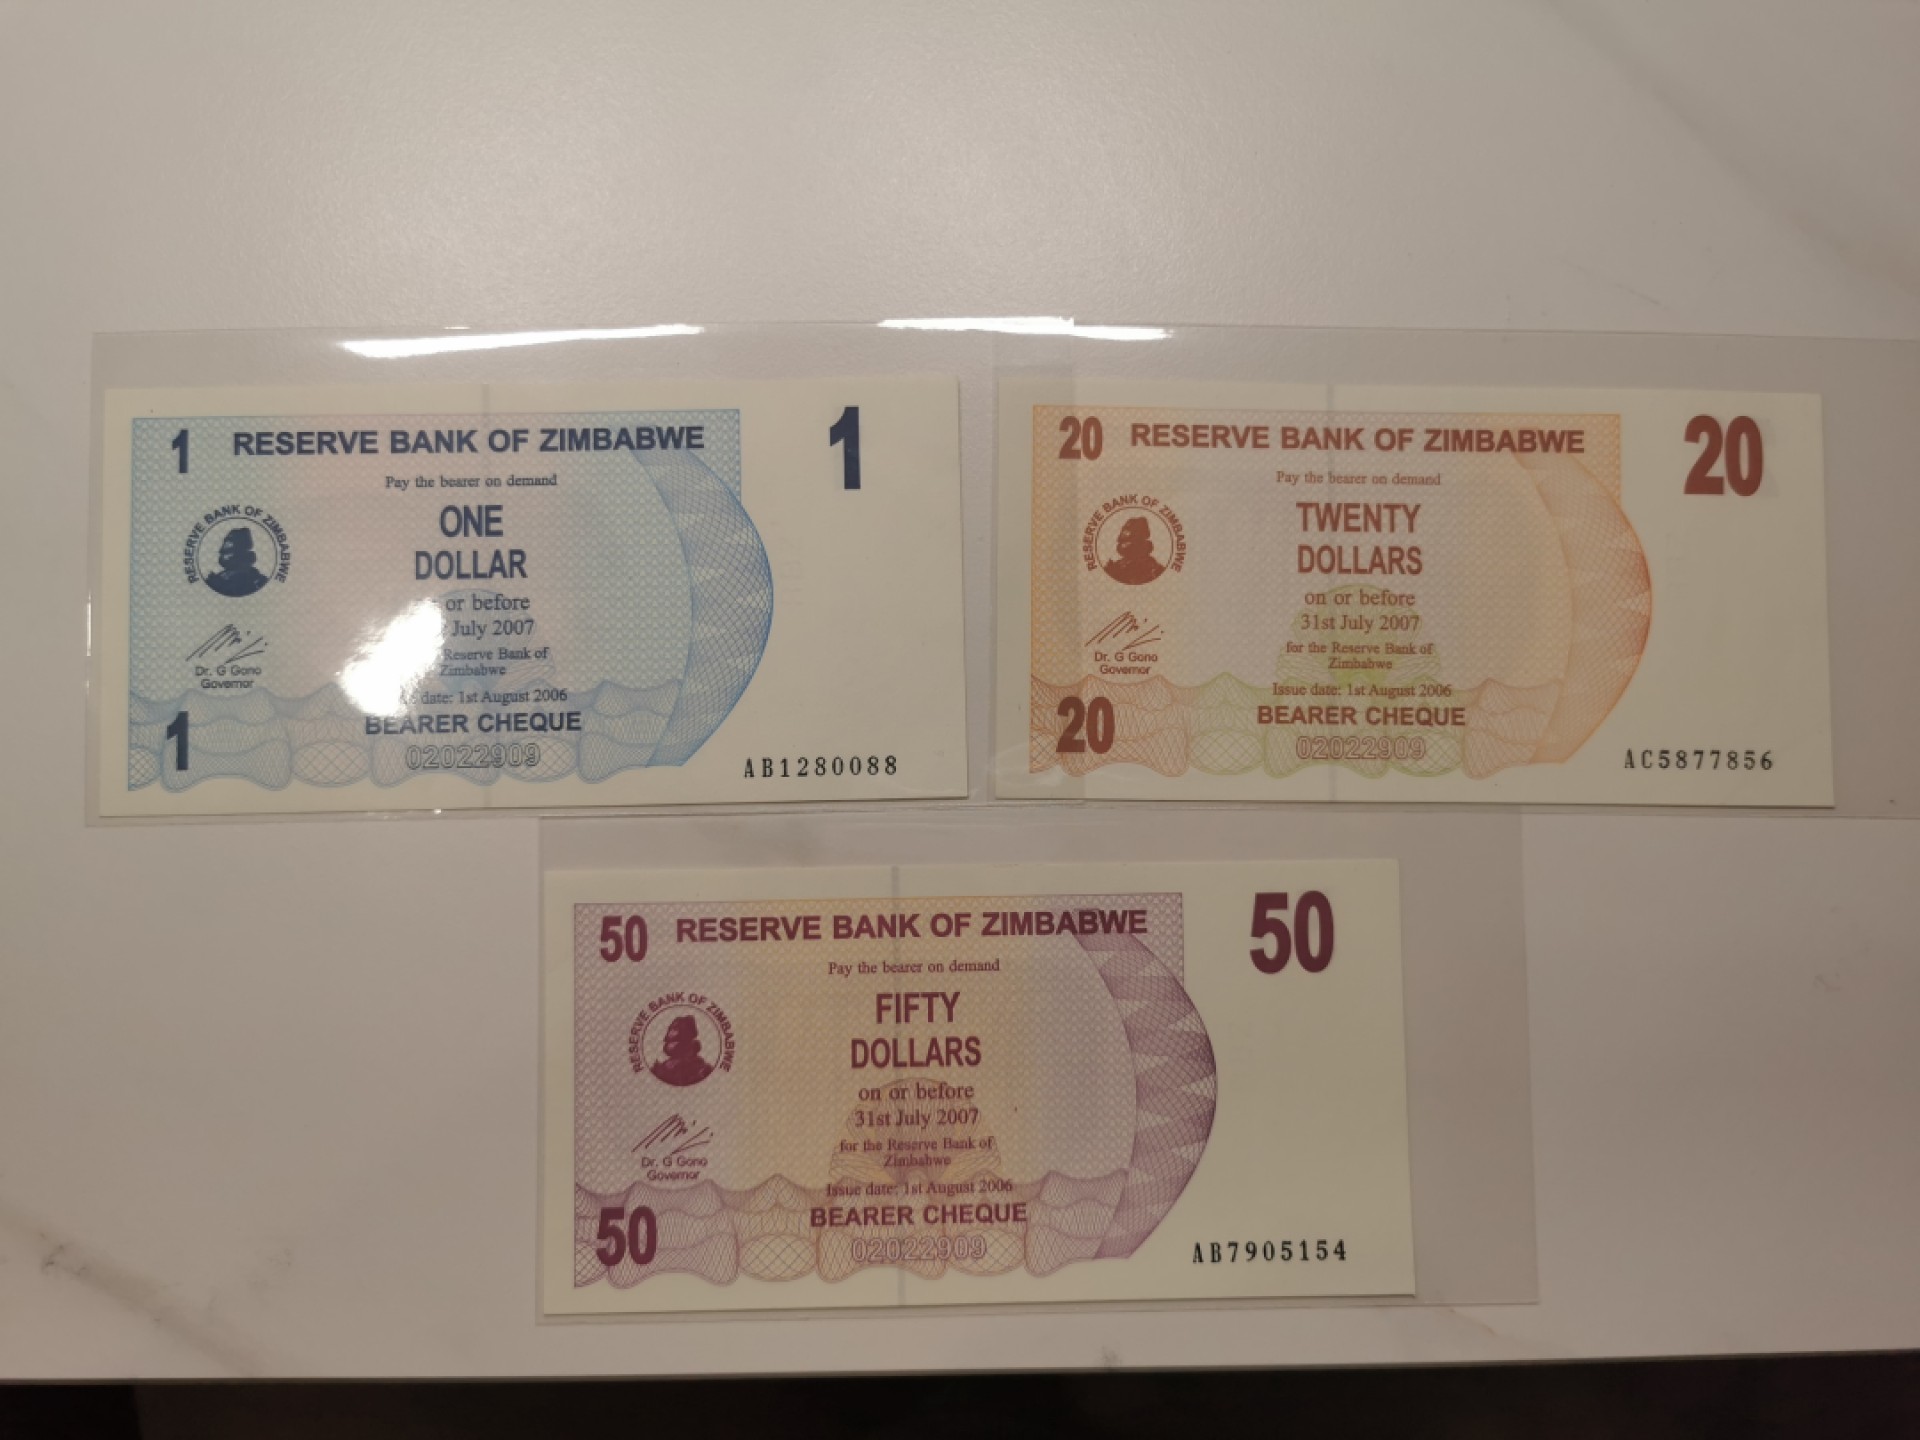 1 RESERVE BANK OF ZIMBABWE 1
Pay the bearer on demand
ONE
DOLLAR
RESERVE BANK OF ZIMBABWE
or before
July 2007
Reserve Bank of
Zimbabwe
Dr. G Gono
Governor
date: 1st August 2006
1 BEARER CHEQUE
02022909
AB1280088
20 RESERVE BANK OF ZIMBABWE 20
Pay the bearer on demand
TWENTY
DOLLARS
RESERVE BANK OF ZIMBABWE
on or before
31st July 2007
for the Reserve Bank of
Zimbabwe
Dr. G Gono
Governor
Issue date: 1st August 2006
20 BEARER CHEQUE
02022909
AC5877856
50 RESERVE BANK OF ZIMBABWE 50
Pay the bearer on demand
FIFTY
DOLLARS
RESERVE BANK OF ZIMBABWE
on or before
31st July 2007
for the Reserve Bank of
Zimbabwe
Dr. G Gono
Governor
Issue date: 1st August 2006
50 BEARER CHEQUE
02022909
AB7905154